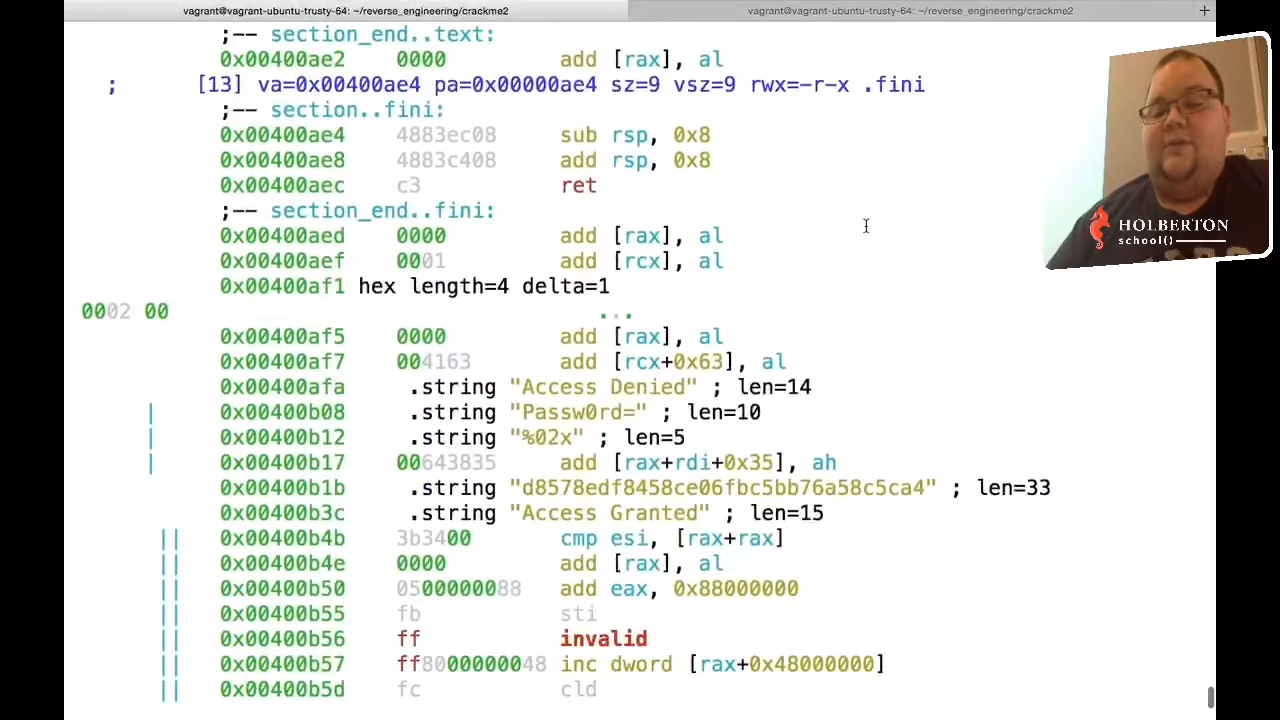 vagrant@vagrant-ubuntu-trusty-64: ~/reverse_engineering/crackme2 vagrant@vagrant-ubuntu-trusty-64: ~/reverse_engineering/crackme2 +
;-- section_end..text:
0x00400ae2 0000 add [rax], al
; [13] va=0x00400ae4 pa=0x00000ae4 sz=9 vsz=9 rwx=-r-x .fini
;-- section..fini:
0x00400ae4 4883ec08 sub rsp, 0x8
0x00400ae8 4883c408 add rsp, 0x8
0x00400aec c3 ret
;-- section_end..fini:
0x00400aed 0000 add [rax], al
0x00400aef 0001 add [rcx], al
0x00400af1 hex length=4 delta=1
0002 00 ...
0x00400af5 0000 add [rax], al
0x00400af7 004163 add [rcx+0x63], al
0x00400afa .string "Access Denied" ; len=14
0x00400b08 .string "Passw0rd=" ; len=10
0x00400b12 .string "%02x" ; len=5
0x00400b17 00643835 add [rax+rdi+0x35], ah
0x00400b1b .string "d8578edf8458ce06fbc5bb76a58c5ca4" ; len=33
0x00400b3c .string "Access Granted" ; len=15
0x00400b4b 3b3400 cmp esi, [rax+rax]
0x00400b4e 0000 add [rax], al
0x00400b50 0500000088 add eax, 0x88000000
0x00400b55 fb sti
0x00400b56 ff invalid
0x00400b57 ff8000000048 inc dword [rax+0x48000000]
0x00400b5d fc cld
HOLBERTON
school()